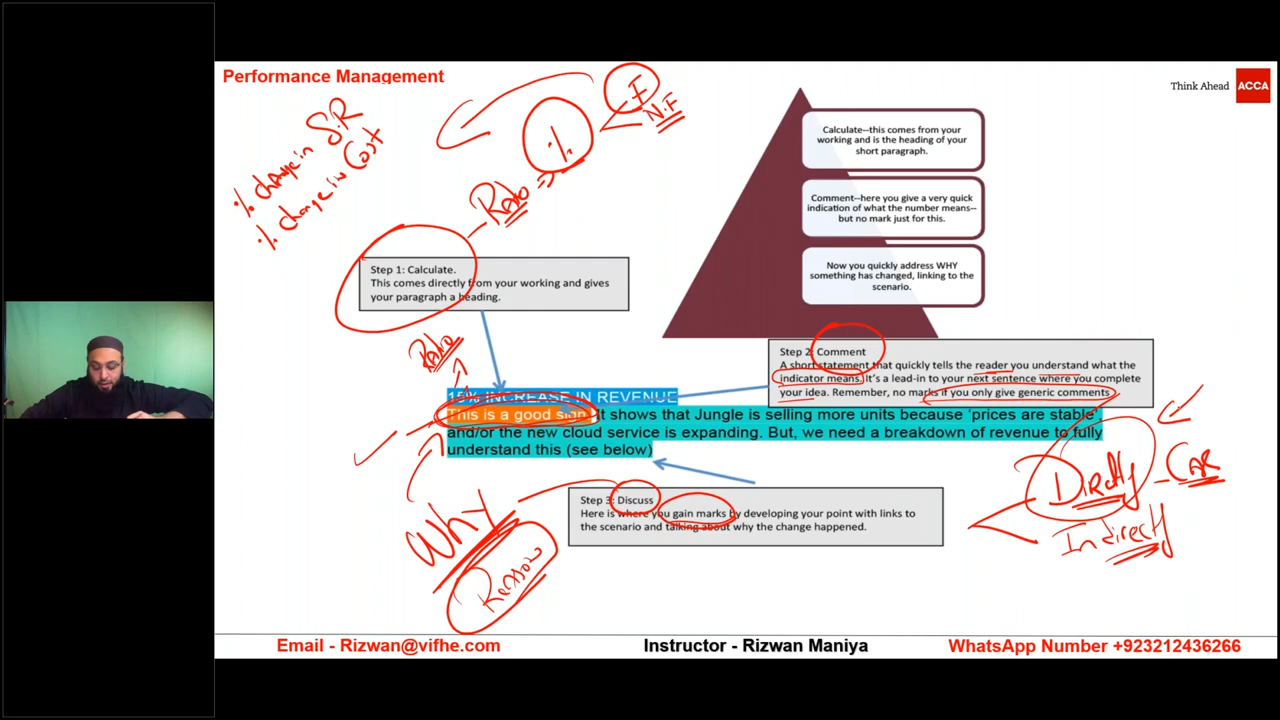 Performance Management
Think Ahead
ACCA
% change in S.R
% change in Cost
%
F
N.F
Ratio
Calculate--this comes from your
working and is the heading of your
short paragraph.
Comment--here you give a very quick
indication of what the number means--
but no mark just for this.
Now you quickly address WHY
something has changed, linking to the
scenario.
Step 1: Calculate.
This comes directly from your working and gives
your paragraph a heading.
Step 2: Comment
A short statement that quickly tells the reader you understand what the
indicator means. It's a lead-in to your next sentence where you complete
your idea. Remember, no marks if you only give generic comments
Ratio
15% INCREASE IN REVENUE
This is a good sign. It shows that Jungle is selling more units because 'prices are stable'
and/or the new cloud service is expanding. But, we need a breakdown of revenue to fully
understand this (see below)
Directly - CAR
Indirectly
Step 3: Discuss
Here is where you gain marks by developing your point with links to
the scenario and talking about why the change happened.
Why
Reason
Email - Rizwan@vifhe.com
Instructor - Rizwan Maniya
WhatsApp Number +923212436266